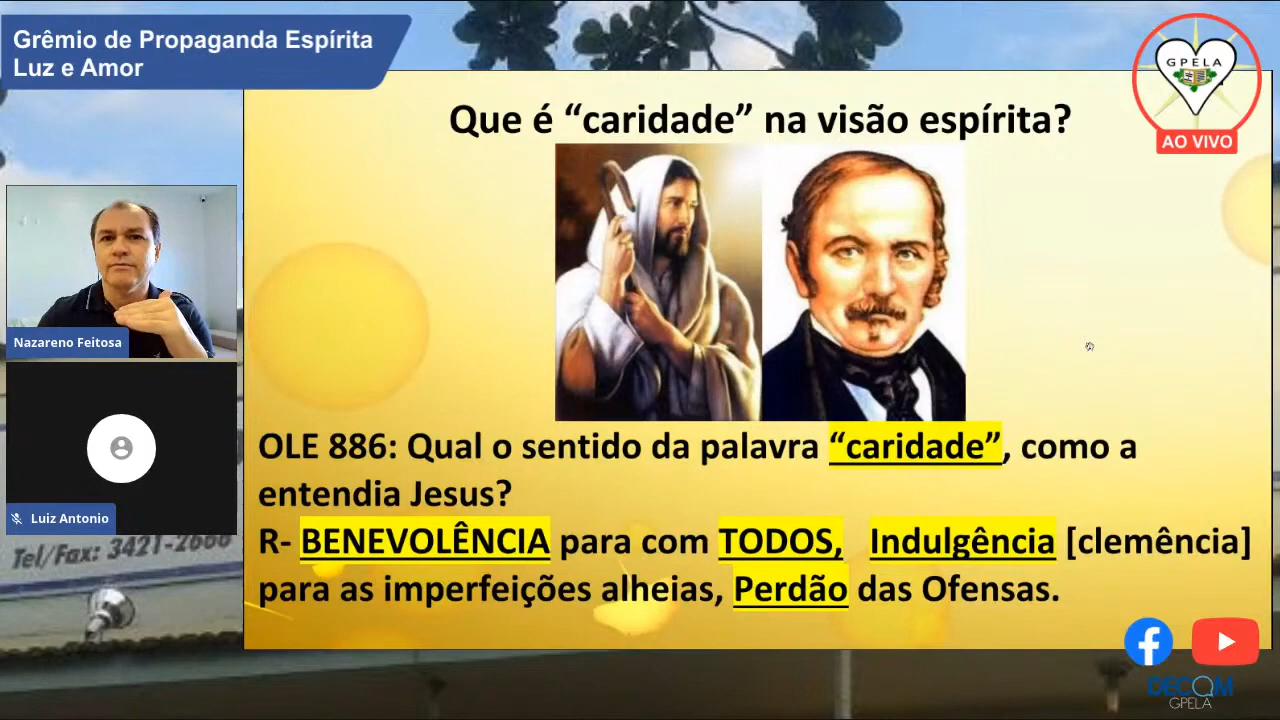 Grêmio de Propaganda Espírita
Luz e Amor
GPELA
AO VIVO
Que é “caridade” na visão espírita?
Nazareno Feitosa
Luiz Antonio
OLE 886: Qual o sentido da palavra “caridade”, como a
entendia Jesus?
R- BENEVOLÊNCIA para com TODOS, Indulgência [clemência]
para as imperfeições alheias, Perdão das Ofensas.
Tel/Fax: 3421-2666
DECOM
GPELA